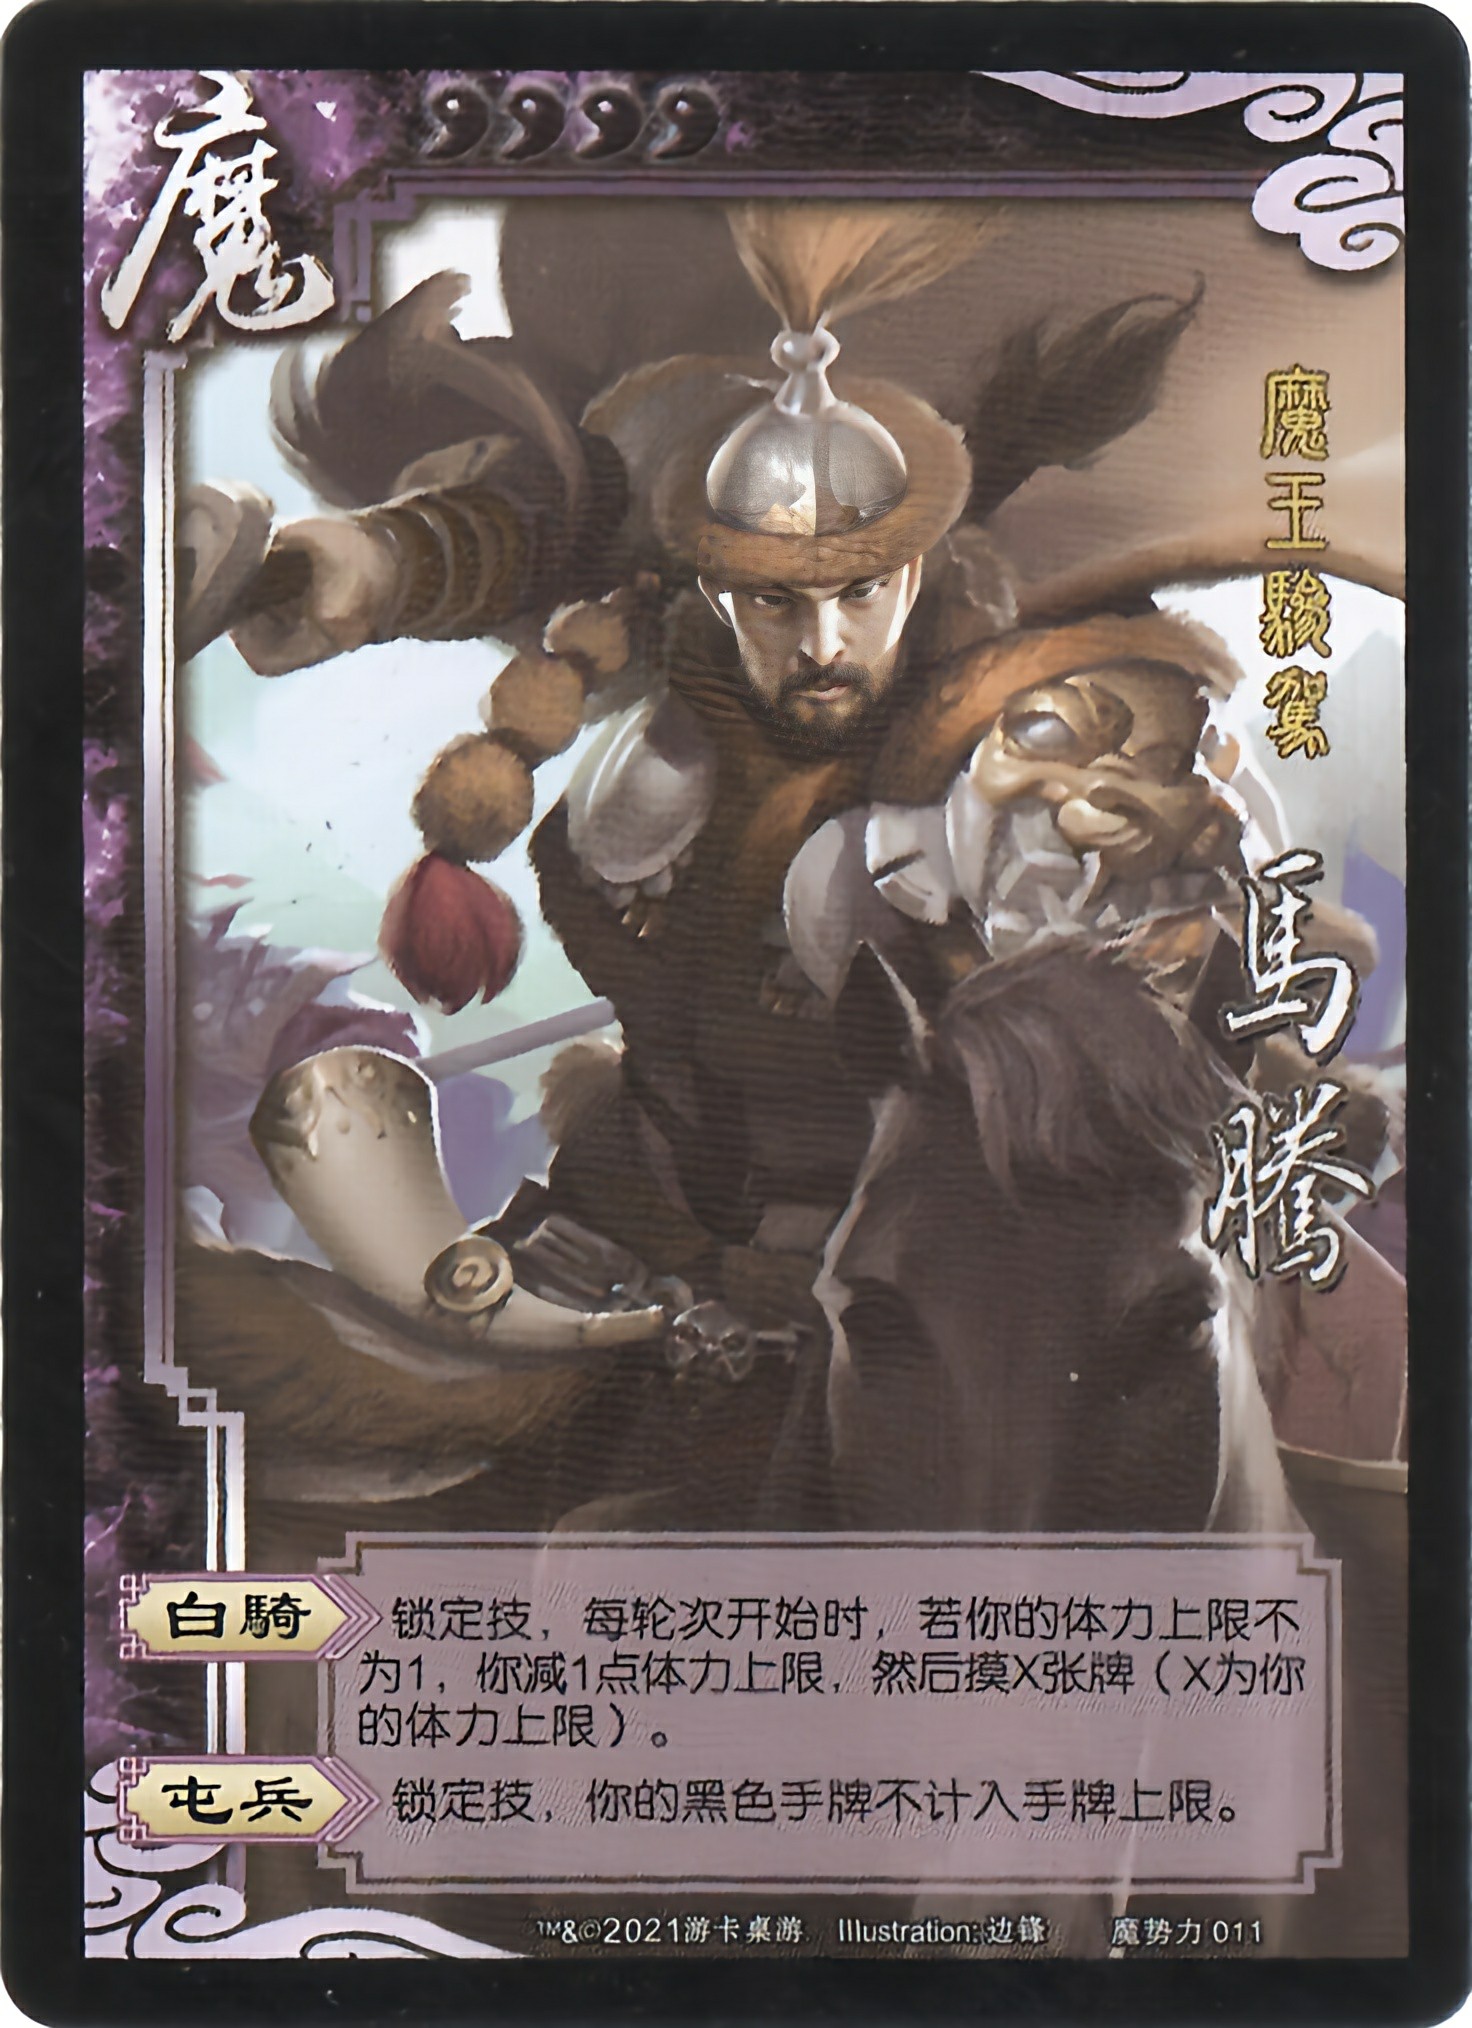 魔
魔王骖驾
馬騰
白騎
锁定技，每轮次开始时，若你的体力上限不
为1，你减1点体力上限，然后摸X张牌（X为你
的体力上限）。
屯兵
锁定技，你的黑色手牌不计入手牌上限。
™&©2021游卡桌游. Illustration:边锋 魔势力 011